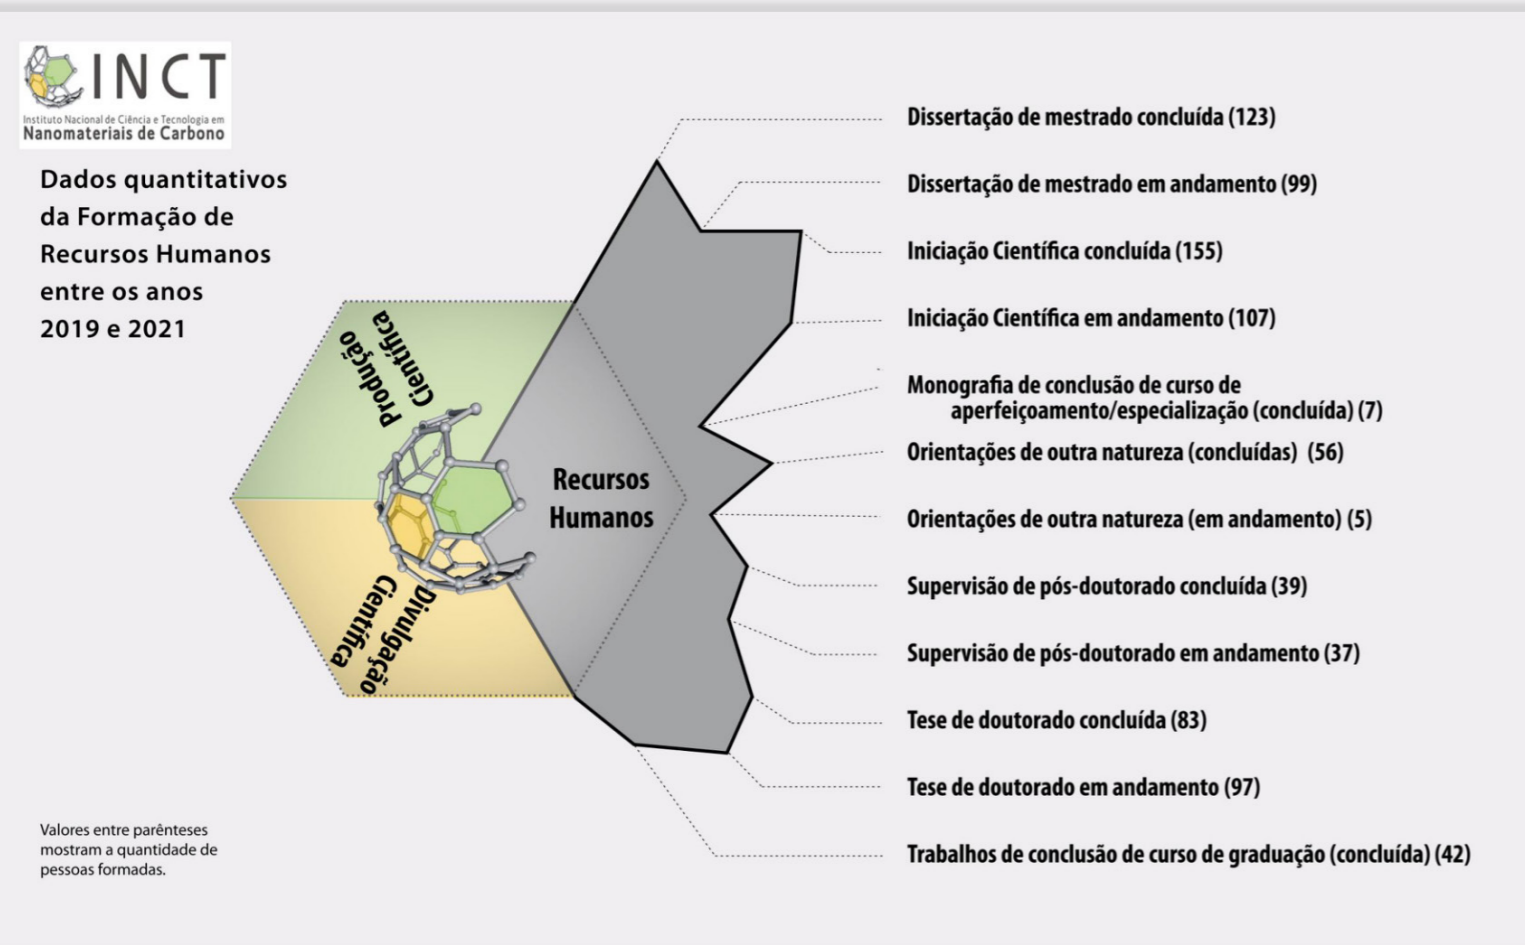 INCT
Instituto Nacional de Ciência e Tecnologia em
Nanomateriais de Carbono
Dados quantitativos
da Formação de
Recursos Humanos
entre os anos
2019 e 2021
Produção
Científica
Recursos
Humanos
Divulgação
Científica
Dissertação de mestrado concluída (123)
Dissertação de mestrado em andamento (99)
Iniciação Científica concluída (155)
Iniciação Científica em andamento (107)
Monografia de conclusão de curso de
aperfeiçoamento/especialização (concluída) (7)
Orientações de outra natureza (concluídas) (56)
Orientações de outra natureza (em andamento) (5)
Supervisão de pós-doutorado concluída (39)
Supervisão de pós-doutorado em andamento (37)
Tese de doutorado concluída (83)
Tese de doutorado em andamento (97)
Trabalhos de conclusão de curso de graduação (concluída) (42)
Valores entre parênteses
mostram a quantidade de
pessoas formadas.